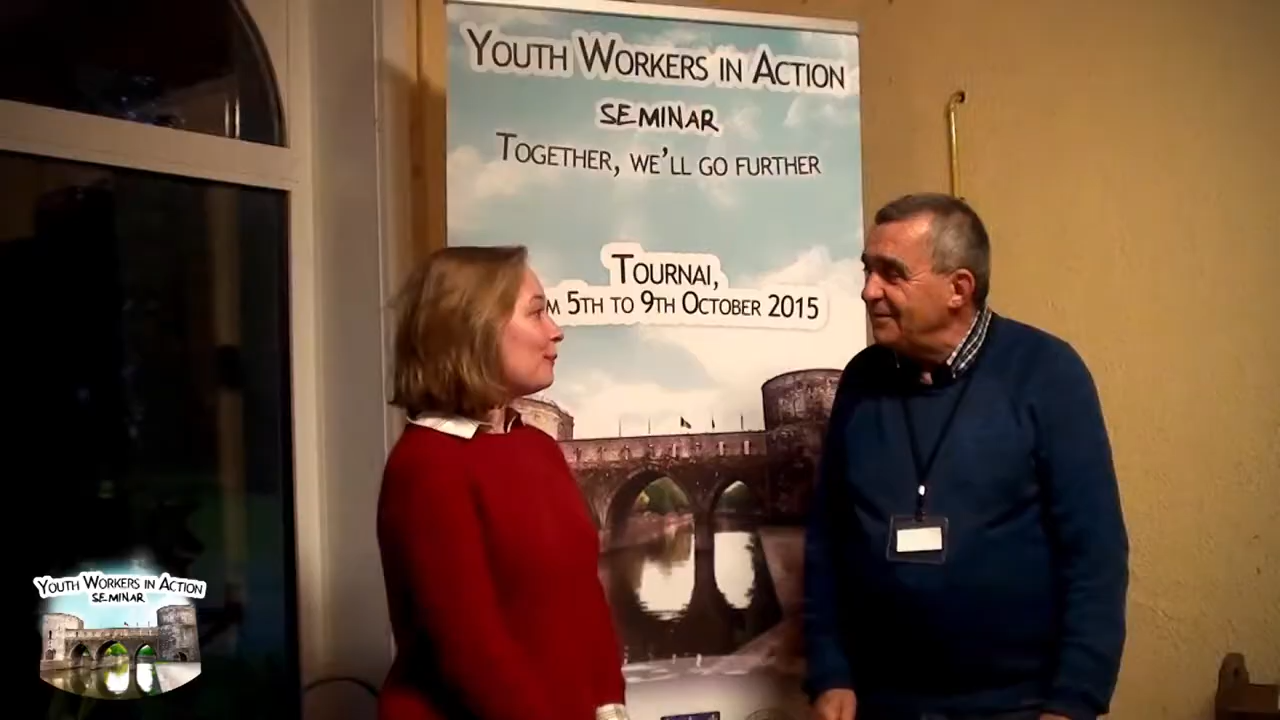 YOUTH WORKERS IN ACTION
SEMINAR
TOGETHER, WE'LL GO FURTHER
TOURNAI,
M 5TH TO 9TH OCTOBER 2015
YOUTH WORKERS IN ACTION
SEMINAR